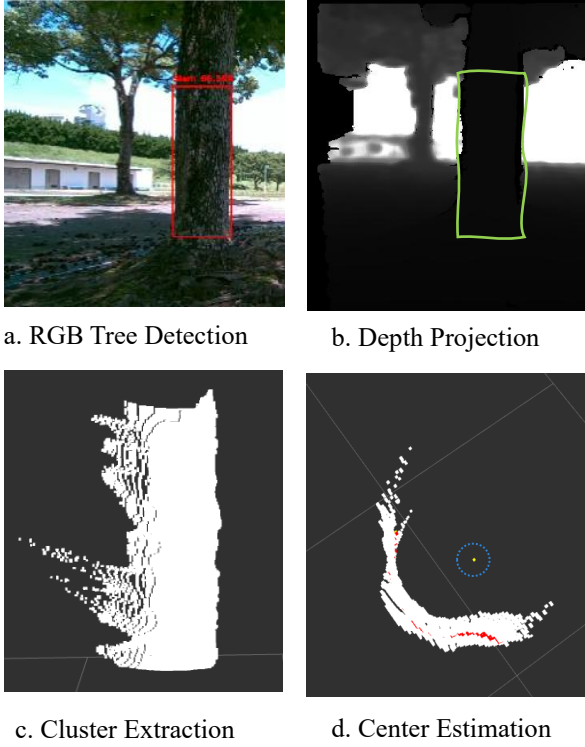 a. RGB Tree Detection
b. Depth Projection
c. Cluster Extraction
d. Center Estimation